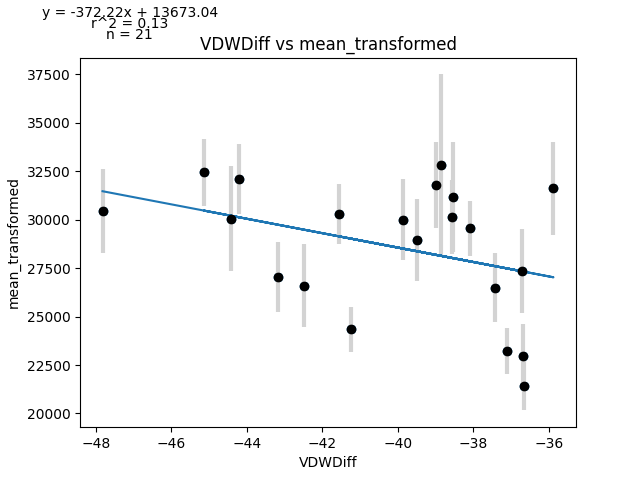 y = -372.22x + 13673.04
r^2 = 0.13
n = 21
VDWDiff vs mean_transformed
37500
35000
32500
30000
27500
25000
22500
20000
mean_transformed
−48 −46 −44 −42 −40 −38 −36
VDWDiff